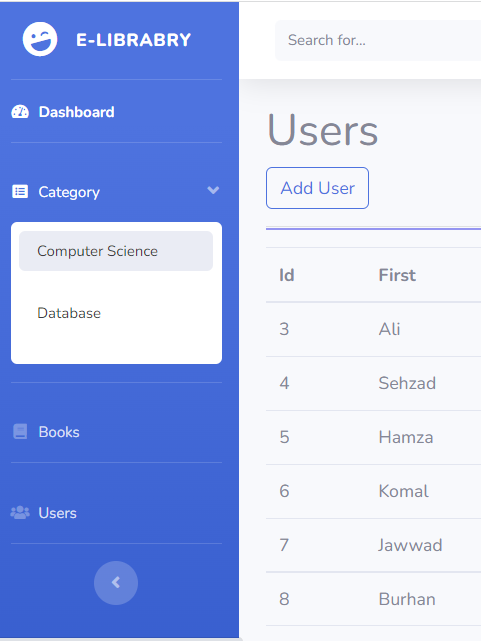 E-LIBRABRY
Dashboard
Category
Computer Science
Database
Books
Users
Search for...
Users
Add User
Id First
3 Ali
4 Sehzad
5 Hamza
6 Komal
7 Jawwad
8 Burhan